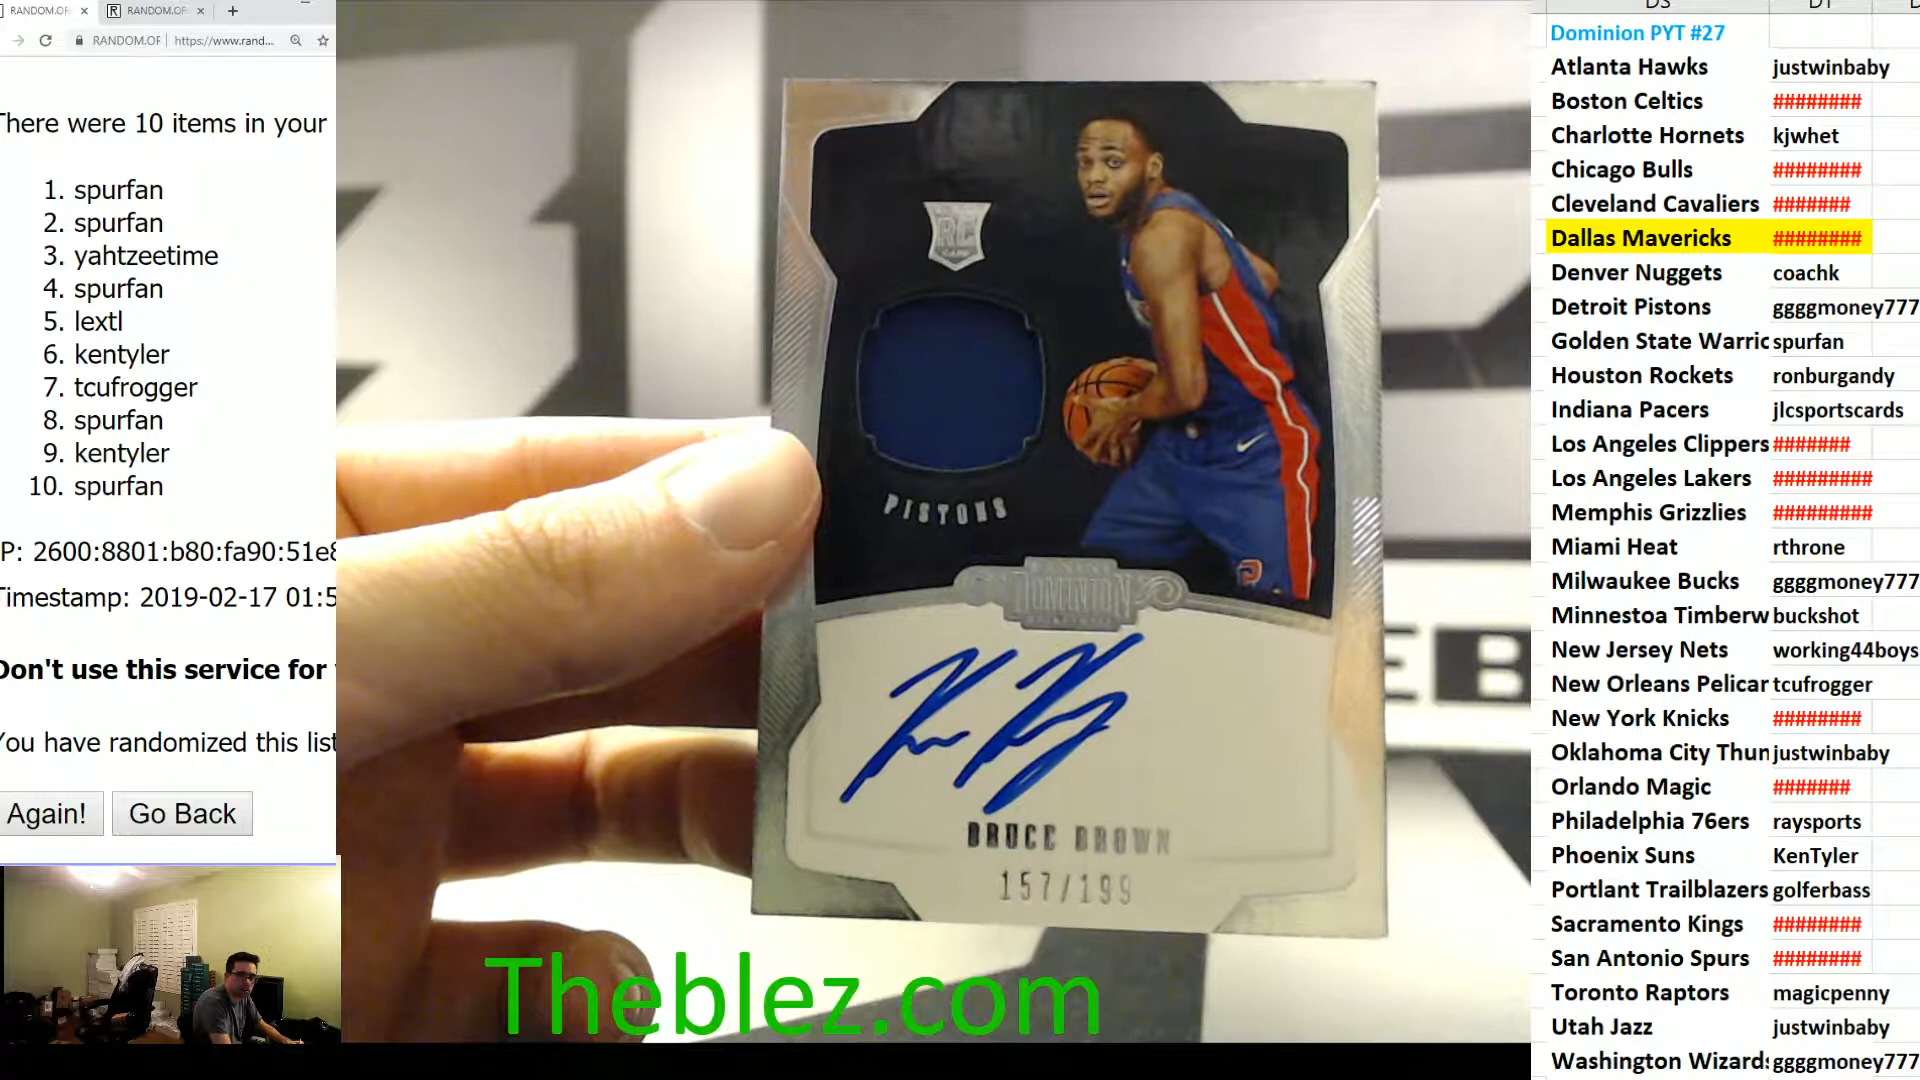 RANDOM.OR
RANDOM.OR
RANDOM.OF
https://www.rand...
There were 10 items in your
1. spurfan
2. spurfan
3. yahtzeetime
4. spurfan
5. lextl
6. kentyler
7. tcufrogger
8. spurfan
9. kentyler
10. spurfan
P: 2600:8801:b80:fa90:51e8
Timestamp: 2019-02-17 01:5
Don't use this service for
You have randomized this list
Again! Go Back
RC
CARD
PISTONS
DOMINION
BRUCE BROWN
157/199
EB
Theblez.com
DS DT
Dominion PYT #27
Atlanta Hawks justwinbaby
Boston Celtics ########
Charlotte Hornets kjwhet
Chicago Bulls ########
Cleveland Cavaliers #######
Dallas Mavericks ########
Denver Nuggets coachk
Detroit Pistons ggggmoney777
Golden State Warric spurfan
Houston Rockets ronburgandy
Indiana Pacers jlcsportscards
Los Angeles Clippers #######
Los Angeles Lakers #########
Memphis Grizzlies #########
Miami Heat rthrone
Milwaukee Bucks ggggmoney777
Minnestoa Timberw buckshot
New Jersey Nets working44boys
New Orleans Pelicar tcufrogger
New York Knicks ########
Oklahoma City Thun justwinbaby
Orlando Magic #######
Philadelphia 76ers raysports
Phoenix Suns KenTyler
Portlant Trailblazers golferbass
Sacramento Kings ########
San Antonio Spurs ########
Toronto Raptors magicpenny
Utah Jazz justwinbaby
Washington Wizards ggggmoney777